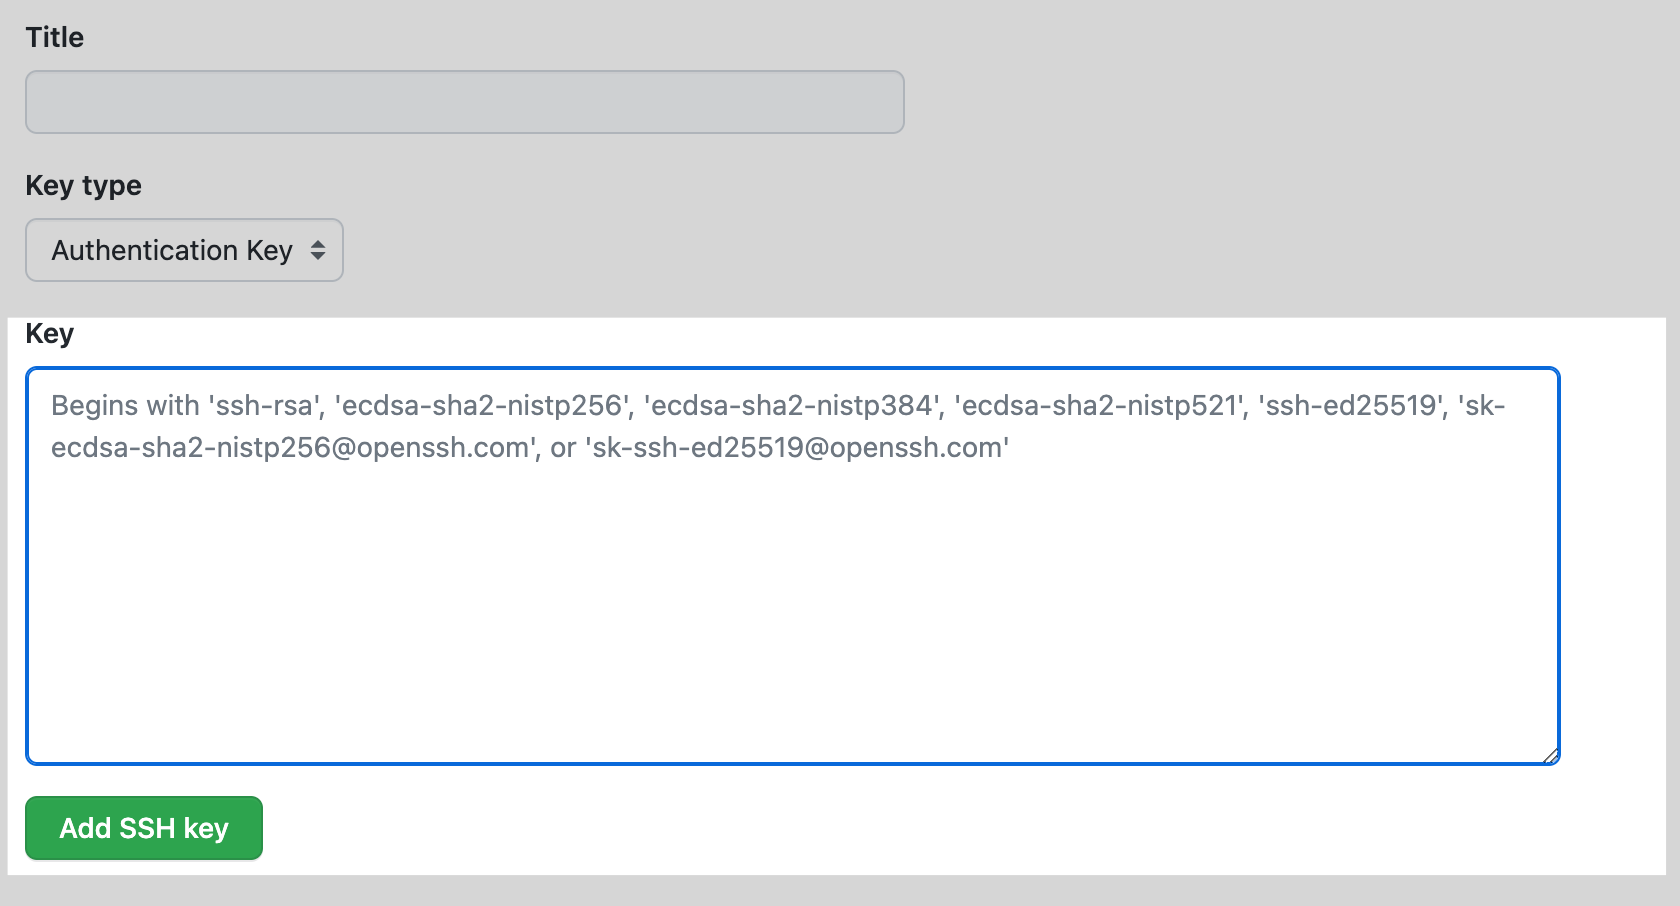 Title
Key type
Authentication Key
Key
Begins with 'ssh-rsa', 'ecdsa-sha2-nistp256', 'ecdsa-sha2-nistp384', 'ecdsa-sha2-nistp521', 'ssh-ed25519', 'sk-
ecdsa-sha2-nistp256@openssh.com', or 'sk-ssh-ed25519@openssh.com'
Add SSH key